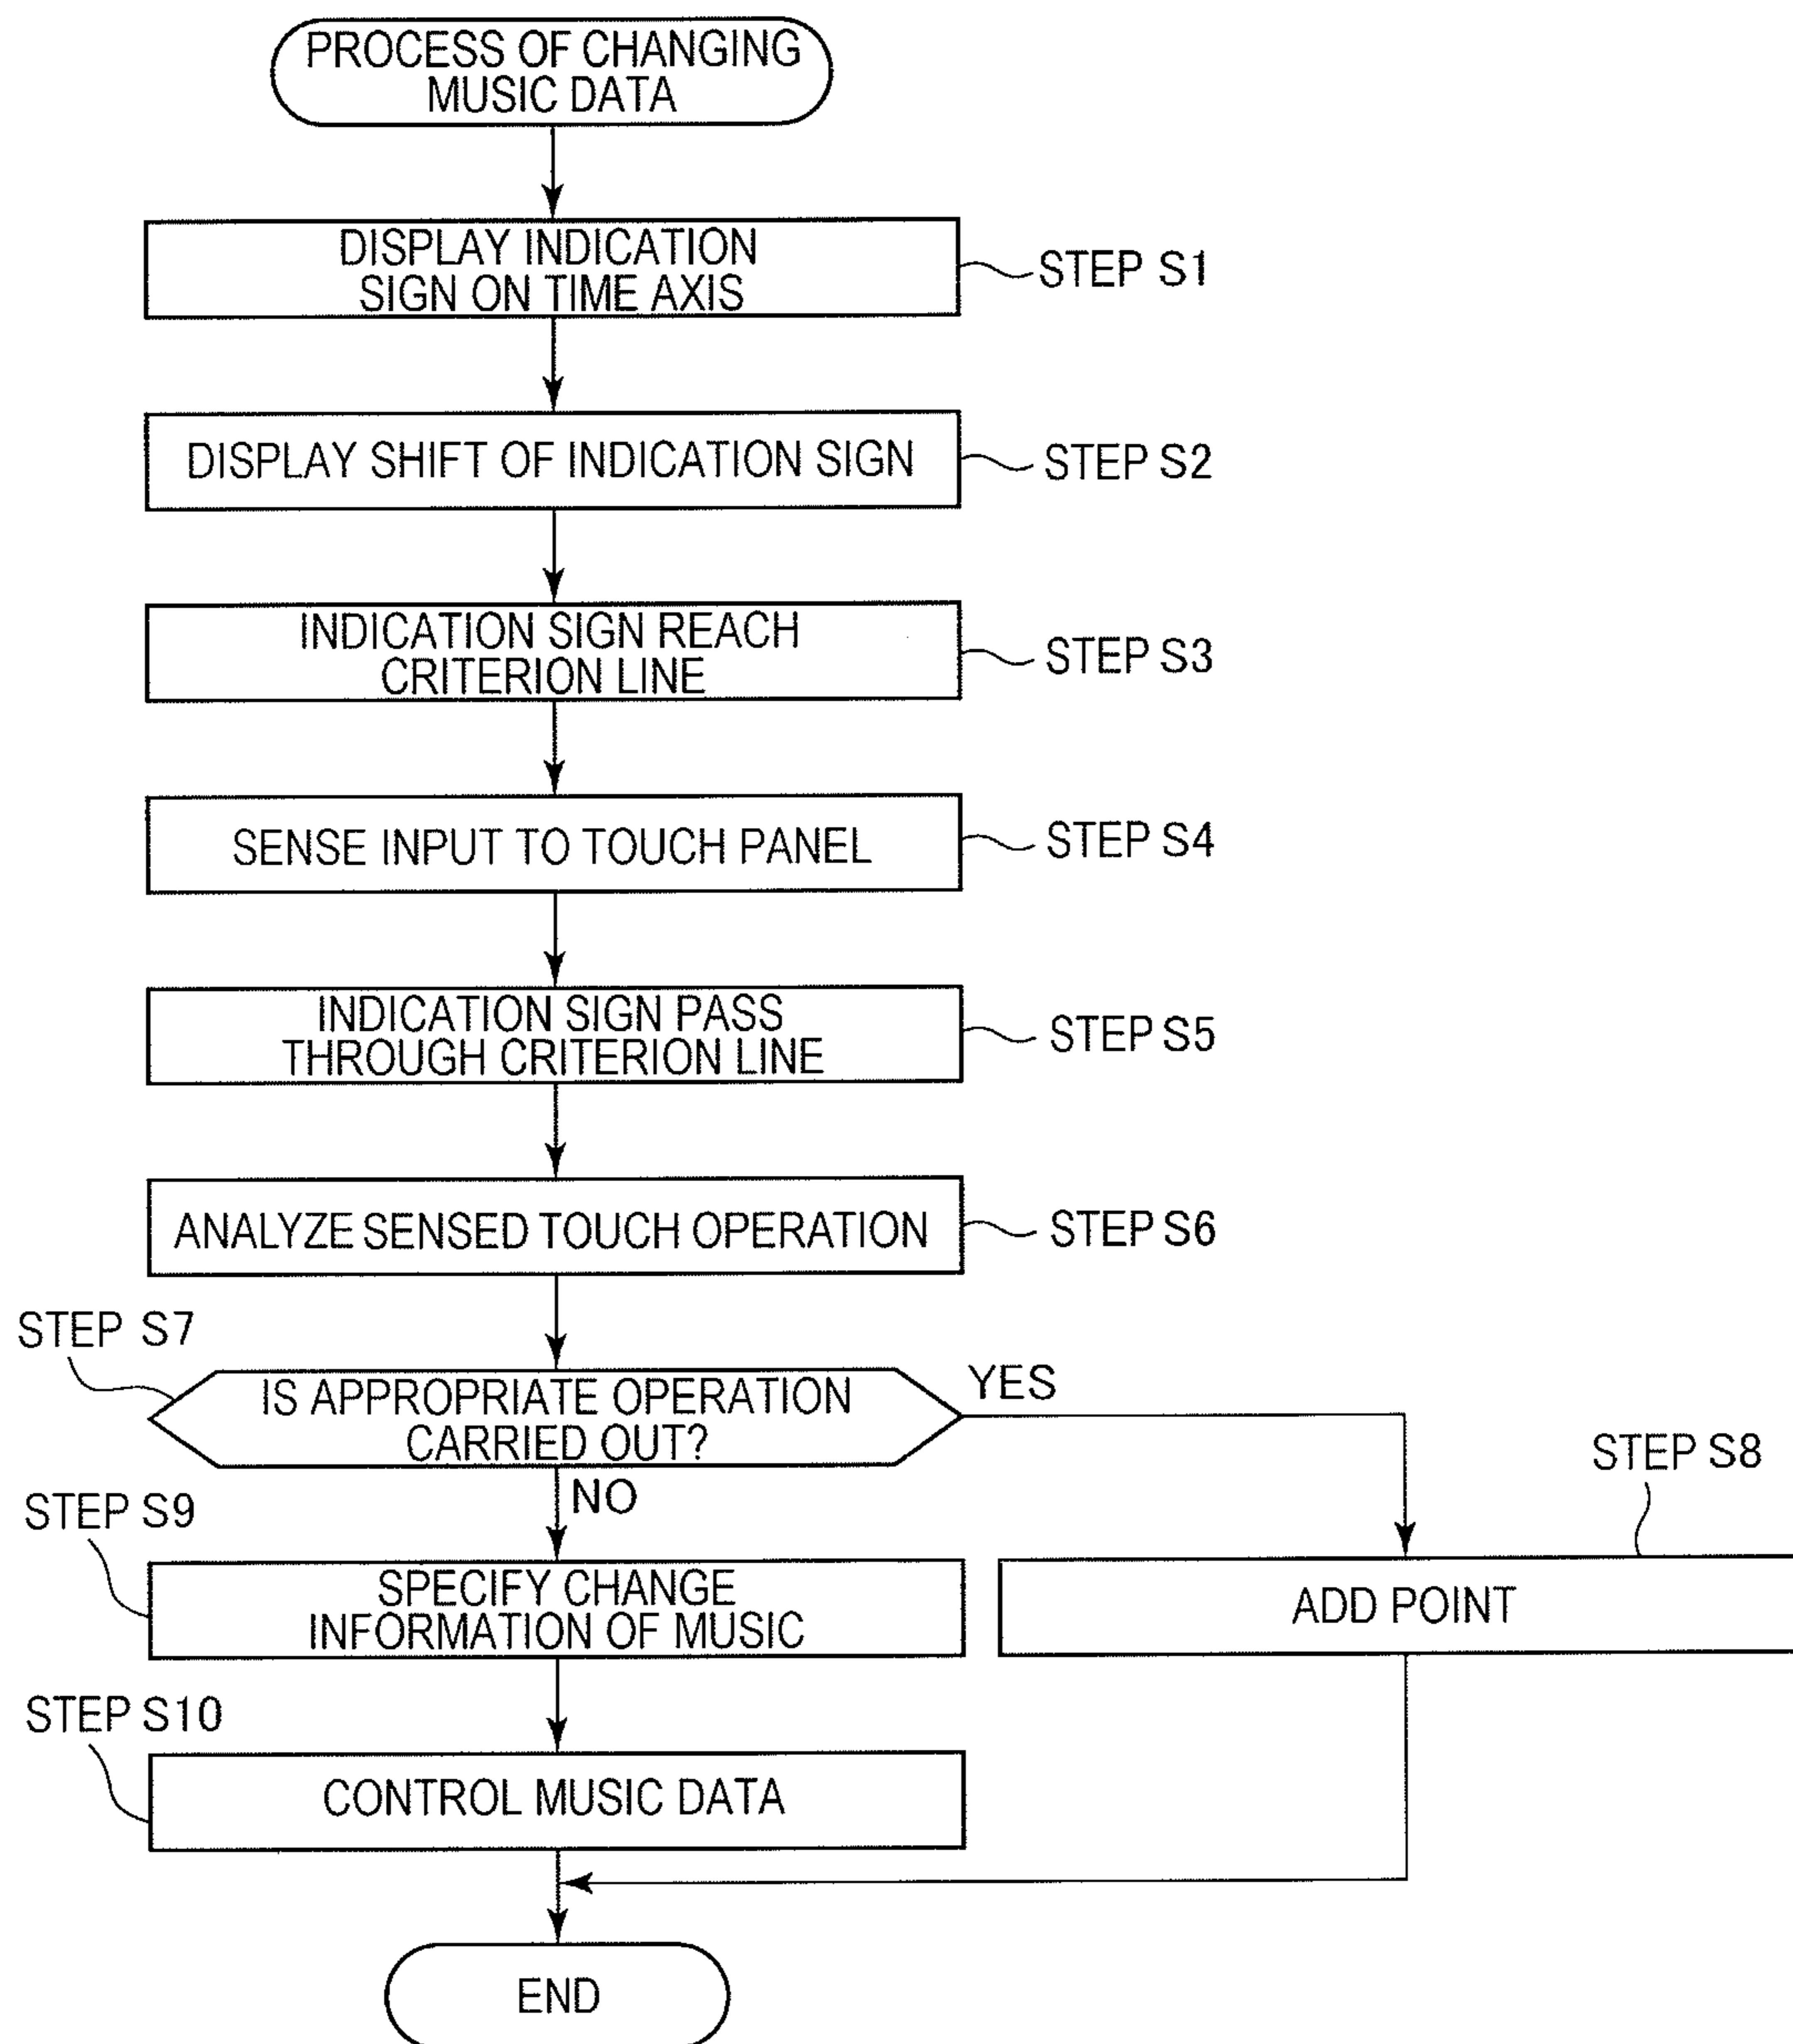 PROCESS OF CHANGING
MUSIC DATA
DISPLAY INDICATION
SIGN ON TIME AXIS
STEP S1
DISPLAY SHIFT OF INDICATION SIGN
STEP S2
INDICATION SIGN REACH
CRITERION LINE
STEP S3
SENSE INPUT TO TOUCH PANEL
STEP S4
INDICATION SIGN PASS
THROUGH CRITERION LINE
STEP S5
ANALYZE SENSED TOUCH OPERATION
STEP S6
STEP S7
IS APPROPRIATE OPERATION
CARRIED OUT?
YES
NO
STEP S8
ADD POINT
STEP S9
SPECIFY CHANGE
INFORMATION OF MUSIC
STEP S10
CONTROL MUSIC DATA
END